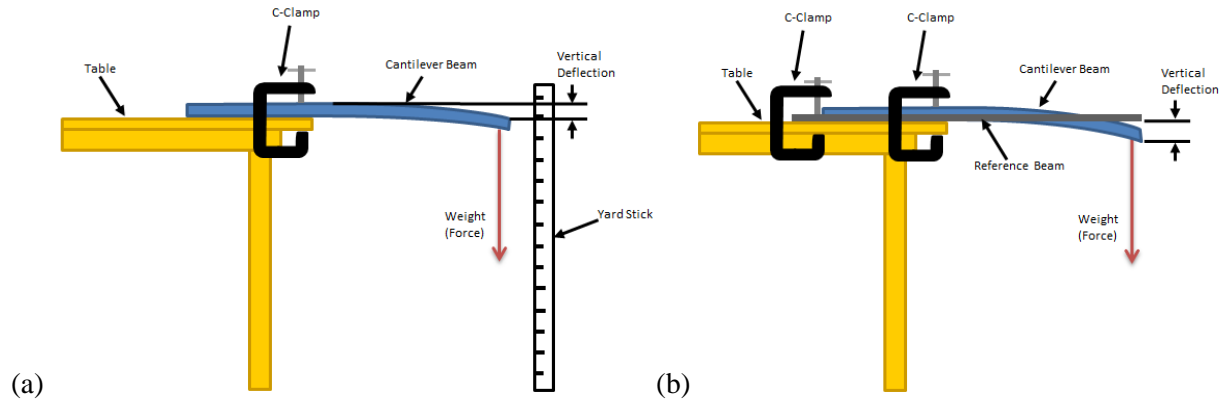 C-Clamp
Table
Cantilever Beam
Vertical
Deflection
Weight
(Force)
Yard Stick
(a)
C-Clamp
C-Clamp
Table
Cantilever Beam
Vertical
Deflection
Reference Beam
Weight
(Force)
(b)